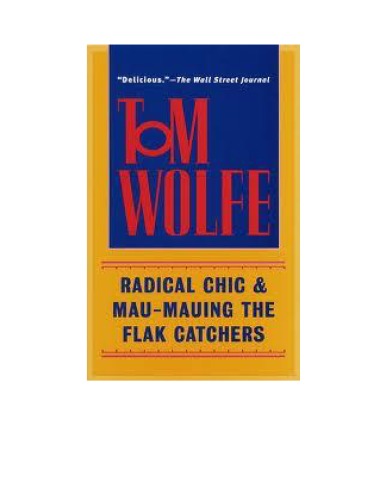 "Delicious."—The Wall Street Journal
TOM
WOLFE
RADICAL CHIC &
MAU-MAUING THE
FLAK CATCHERS